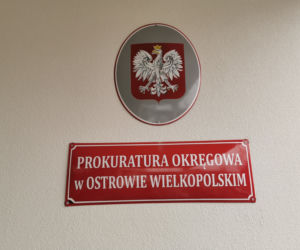 PROKURATURA OKRĘGOWA
w OSTROWIE WIELKOPOLSKIM